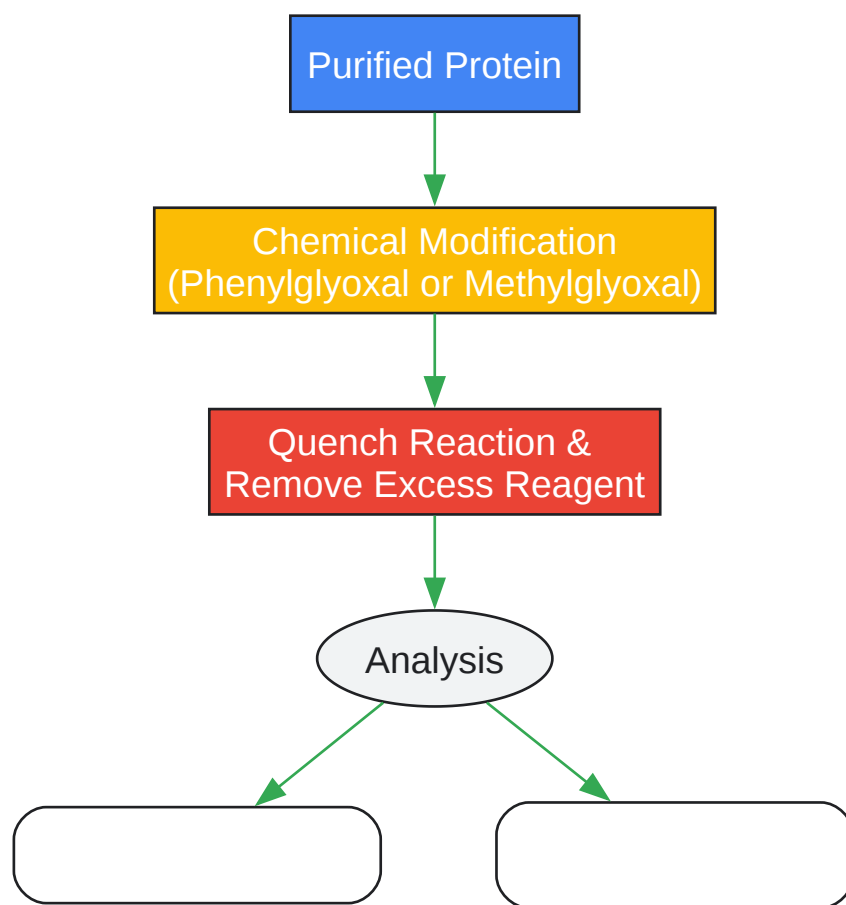 Purified Protein
Chemical Modification
(Phenylglyoxal or Methylglyoxal)
Quench Reaction &
Remove Excess Reagent
Analysis